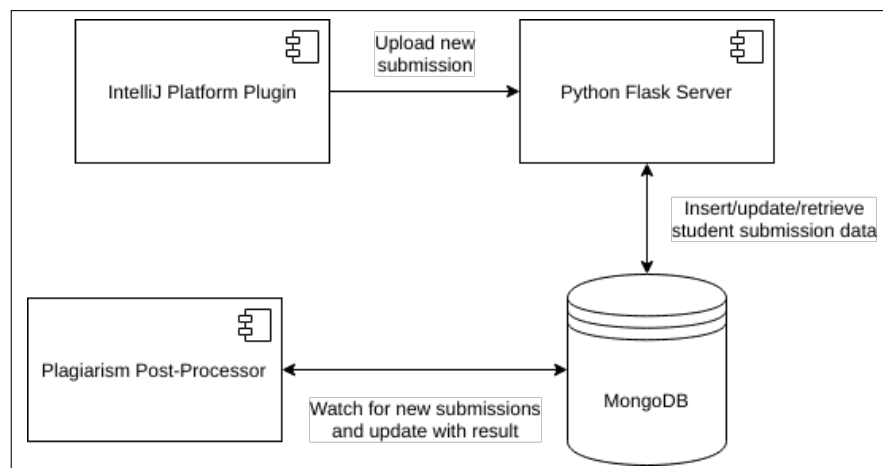 IntelliJ Platform Plugin
Upload new
submission
Python Flask Server
Insert/update/retrieve
student submission data
Plagiarism Post-Processor
Watch for new submissions
and update with result
MongoDB